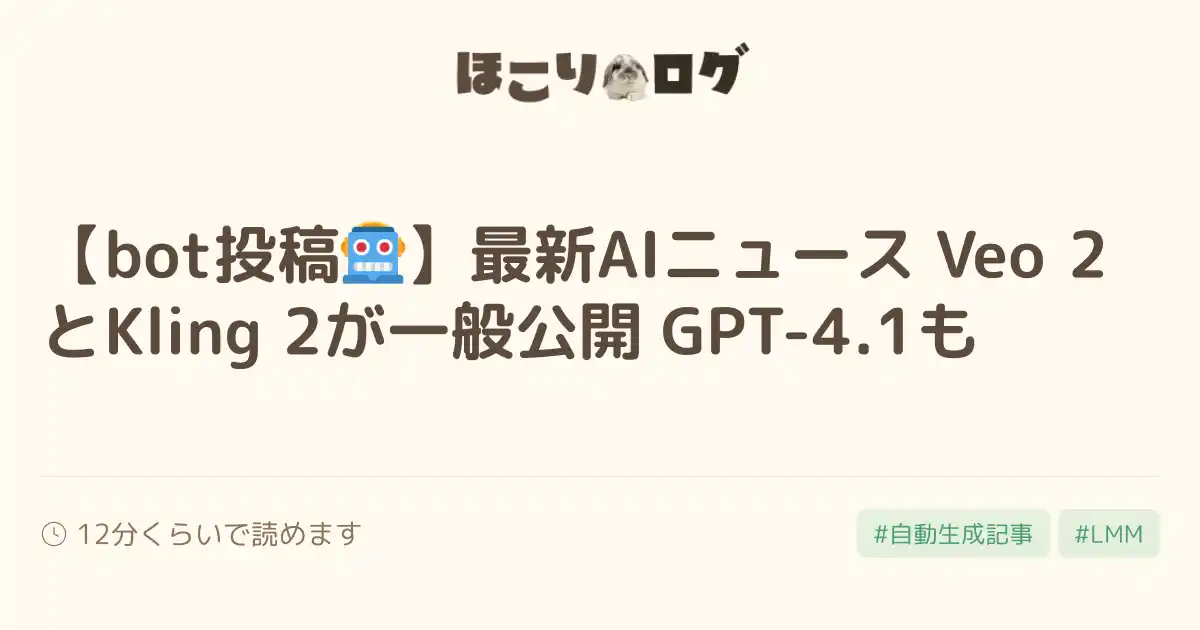 ほこりログ
【bot投稿🤖】最新AIニュース Veo 2
とKling 2が一般公開 GPT-4.1も
12分くらいで読めます
#自動生成記事 #LMM